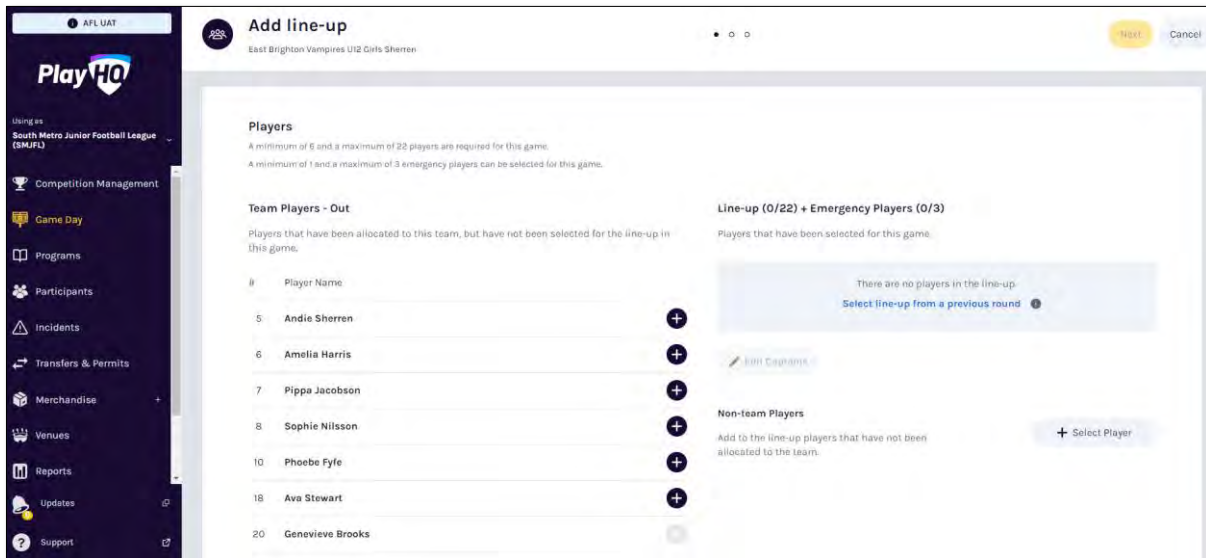 AFL UAT
PlayHQ
Using as
South Metro Junior Football League
(SMJFL)
Competition Management
Game Day
Programs
Participants
Incidents
Transfers & Permits
Merchandise +
Venues
Reports
Updates
Support
Add line-up
East Brighton Vampires U12 Girls Sherren
Next
Cancel
Players
A minimum of 6 and a maximum of 22 players are required for this game.
A minimum of 1 and a maximum of 3 emergency players can be selected for this game.
Team Players - Out
Players that have been allocated to this team, but have not been selected for the line-up in
this game.
# Player Name
5 Andie Sherren
6 Amelia Harris
7 Pippa Jacobson
8 Sophie Nilsson
10 Phoebe Fyfe
18 Ava Stewart
20 Genevieve Brooks
Line-up (0/22) + Emergency Players (0/3)
Players that have been selected for this game.
There are no players in the line-up.
Select line-up from a previous round
Edit Captains
Non-team Players
Add to the line-up players that have not been
allocated to the team.
+ Select Player